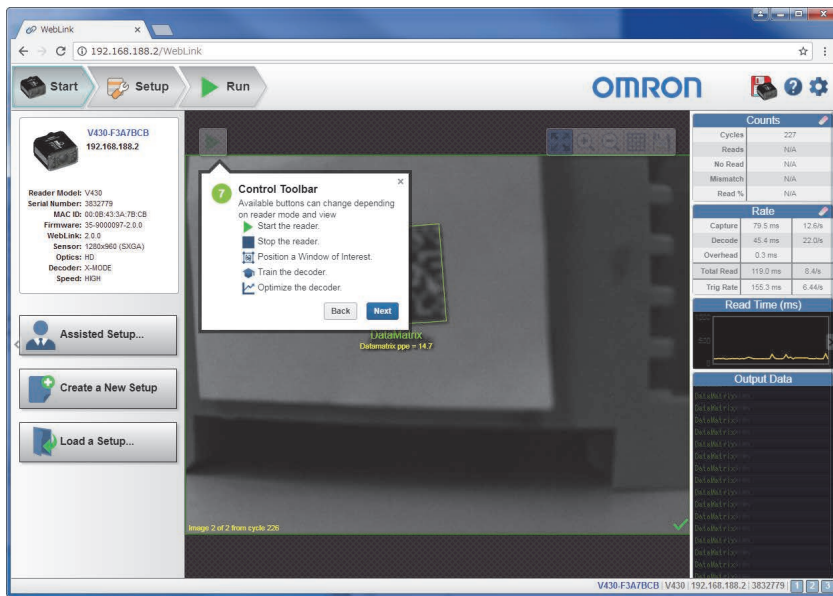 WebLink
192.168.188.2/WebLink
Start
Setup
Run
OMRON
V430-F3A7BCB
192.168.188.2
Reader Model: V430
Serial Number: 3832779
MAC ID: 00:0B:43:3A:7B:CB
Firmware: 35-9000097-2.0.0
WebLink: 2.0.0
Sensor: 1280x960 (SXGA)
Optics: HD
Decoder: X-MODE
Speed: HIGH
Assisted Setup...
Create a New Setup
Load a Setup...
7
Control Toolbar
Available buttons can change depending
on reader mode and view
Start the reader.
Stop the reader.
Position a Window of Interest.
Train the decoder.
Optimize the decoder.
Back Next
DataMatrix
Datamatrix ppe = 14.7
Image 2 of 2 from cycle 226
Counts
Cycles 227
Reads N/A
No Read N/A
Mismatch N/A
Read % N/A
Rate
Capture 79.5 ms 12.6/s
Decode 45.4 ms 22.0/s
Overhead 0.3 ms
Total Read 119.0 ms 8.4/s
Trig Rate 155.3 ms 6.44/s
Read Time (ms)
0
Output Data
V430-F3A7BCB | V430 | 192.168.188.2 | 3832779 | 1 2 3